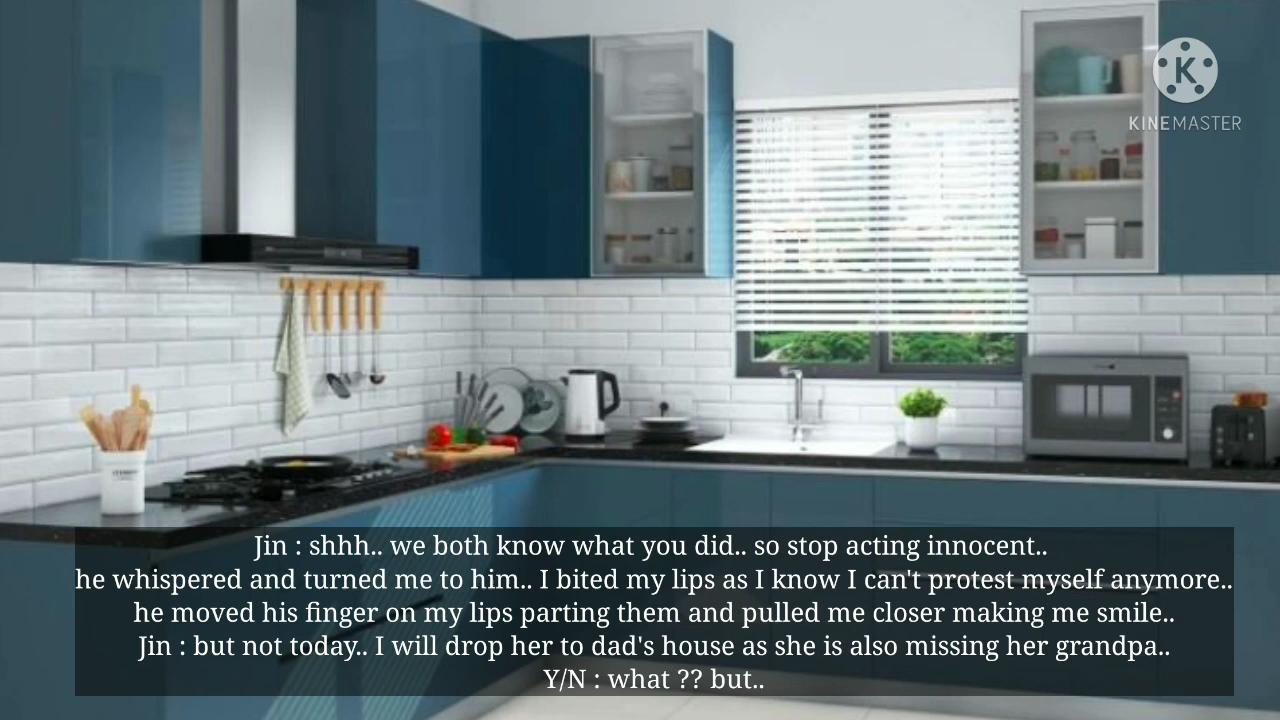 K
KINEMASTER
Jin : shhh.. we both know what you did.. so stop acting innocent..
he whispered and turned me to him.. I bited my lips as I know I can't protest myself anymore..
he moved his finger on my lips parting them and pulled me closer making me smile..
Jin : but not today.. I will drop her to dad's house as she is also missing her grandpa..
Y/N : what ?? but..